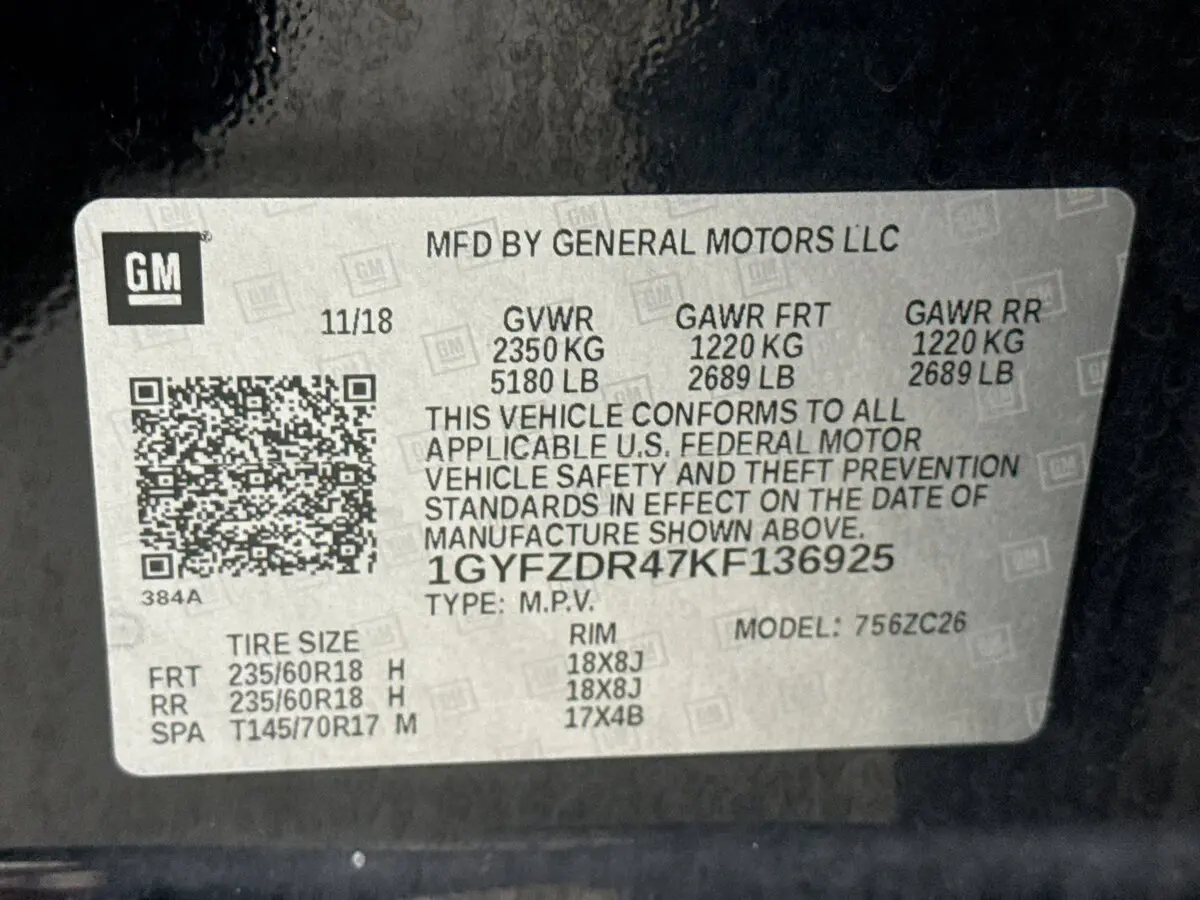 GM
MFD BY GENERAL MOTORS LLC
11/18
GVWR GAWR FRT GAWR RR
2350 KG 1220 KG 1220 KG
5180 LB 2689 LB 2689 LB
THIS VEHICLE CONFORMS TO ALL
APPLICABLE U.S. FEDERAL MOTOR
VEHICLE SAFETY AND THEFT PREVENTION
STANDARDS IN EFFECT ON THE DATE OF
MANUFACTURE SHOWN ABOVE.
1GYFZDR47KF136925
384A
TYPE: M.P.V.
TIRE SIZE RIM MODEL: 756ZC26
FRT 235/60R18 H 18X8J
RR 235/60R18 H 18X8J
SPA T145/70R17 M 17X4B